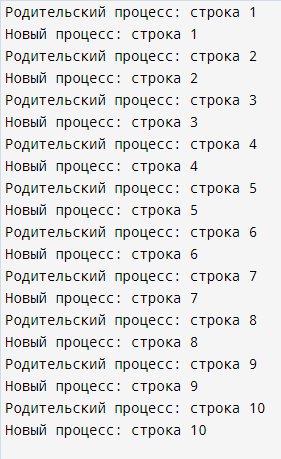 Родительский процесс: строка 1
Новый процесс: строка 1
Родительский процесс: строка 2
Новый процесс: строка 2
Родительский процесс: строка 3
Новый процесс: строка 3
Родительский процесс: строка 4
Новый процесс: строка 4
Родительский процесс: строка 5
Новый процесс: строка 5
Родительский процесс: строка 6
Новый процесс: строка 6
Родительский процесс: строка 7
Новый процесс: строка 7
Родительский процесс: строка 8
Новый процесс: строка 8
Родительский процесс: строка 9
Новый процесс: строка 9
Родительский процесс: строка 10
Новый процесс: строка 10